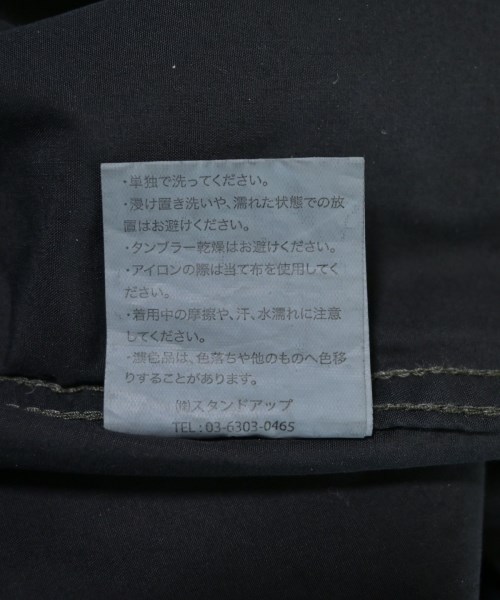 ・単独で洗ってください。
・浸け置き洗いや、濡れた状態での放
置はお避けください。
・タンブラー乾燥はお避けください。
・アイロンの際は当て布を使用してく
ださい。
・着用中の摩擦や、汗、水濡れに注意
してください。
・濃色品は、色落ちや他のものへ色移
りすることがあります。
㈱スタンドアップ
TEL : 03-6303-0465